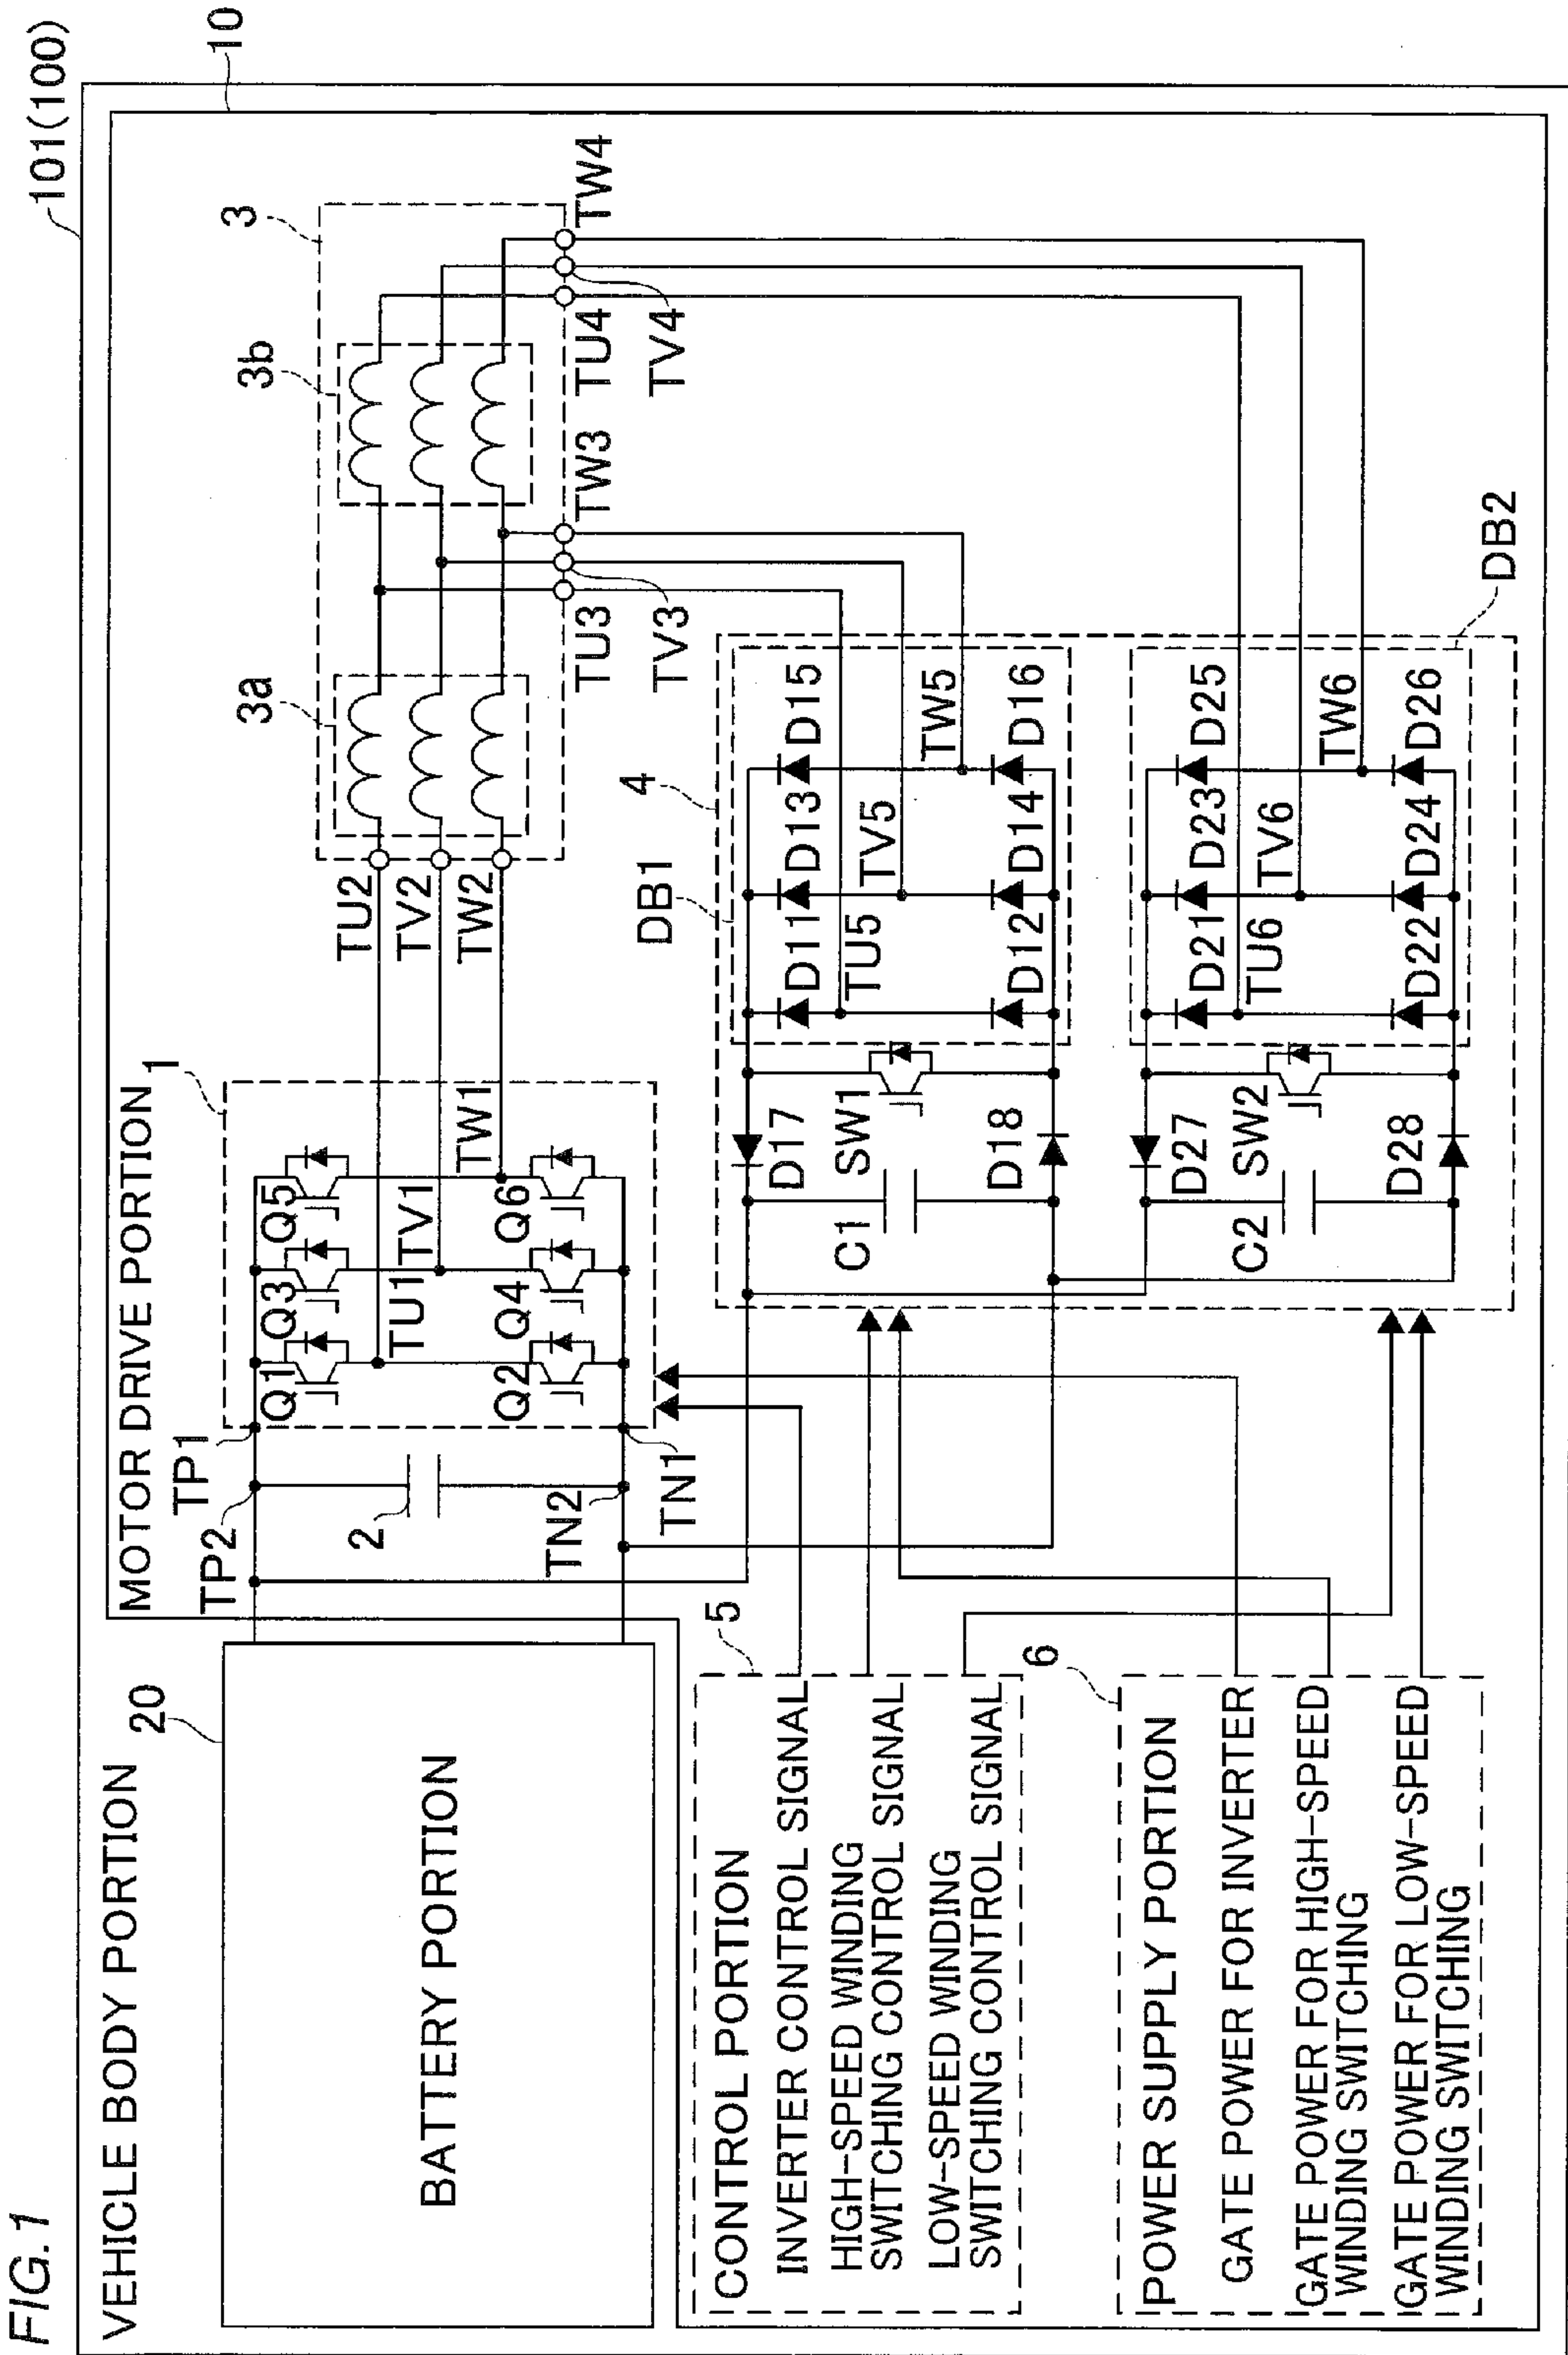 FIG.1
101(100)
VEHICLE BODY PORTION
10
MOTOR DRIVE PORTION
20
BATTERY PORTION
TP2
TP1
2
TN2
TN1
1
Q1
Q3
Q5
TU1
TV1
TW1
Q2
Q4
Q6
TU2
TV2
TW2
3
3a
3b
TU3
TV3
TW3
TU4
TV4
TW4
5
CONTROL PORTION
INVERTER CONTROL SIGNAL
HIGH-SPEED WINDING
SWITCHING CONTROL SIGNAL
LOW-SPEED WINDING
SWITCHING CONTROL SIGNAL
6
POWER SUPPLY PORTION
GATE POWER FOR INVERTER
GATE POWER FOR HIGH-SPEED
WINDING SWITCHING
GATE POWER FOR LOW-SPEED
WINDING SWITCHING
4
DB1
D17
C1
SW1
D18
D11
D13
D15
TU5
TV5
TW5
D12
D14
D16
DB2
D27
C2
SW2
D28
D21
D23
D25
TU6
TV6
TW6
D22
D24
D26